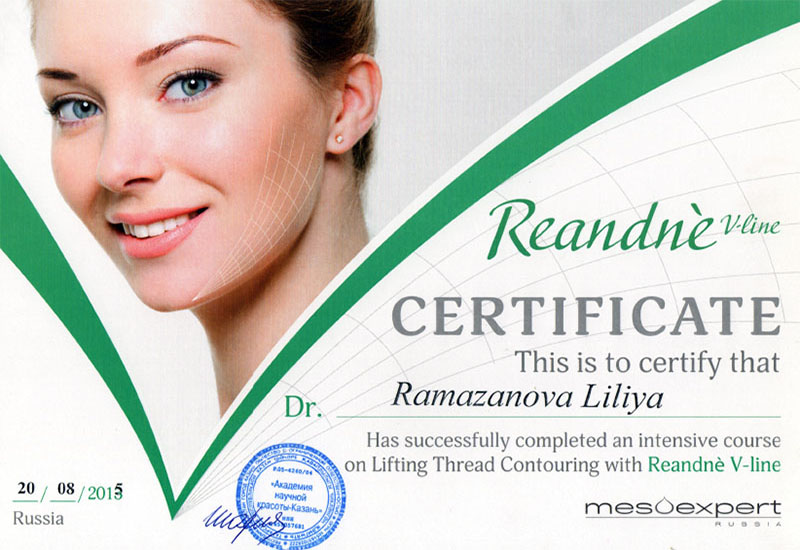 Reandnè V-line
CERTIFICATE
This is to certify that
Dr. Ramazanova Liliya
Has successfully completed an intensive course
on Lifting Thread Contouring with Reandnè V-line
20 / 08 / 2015
Russia
«Академия
научной
красоты-Казань»
mesoexpert
RUSSIA